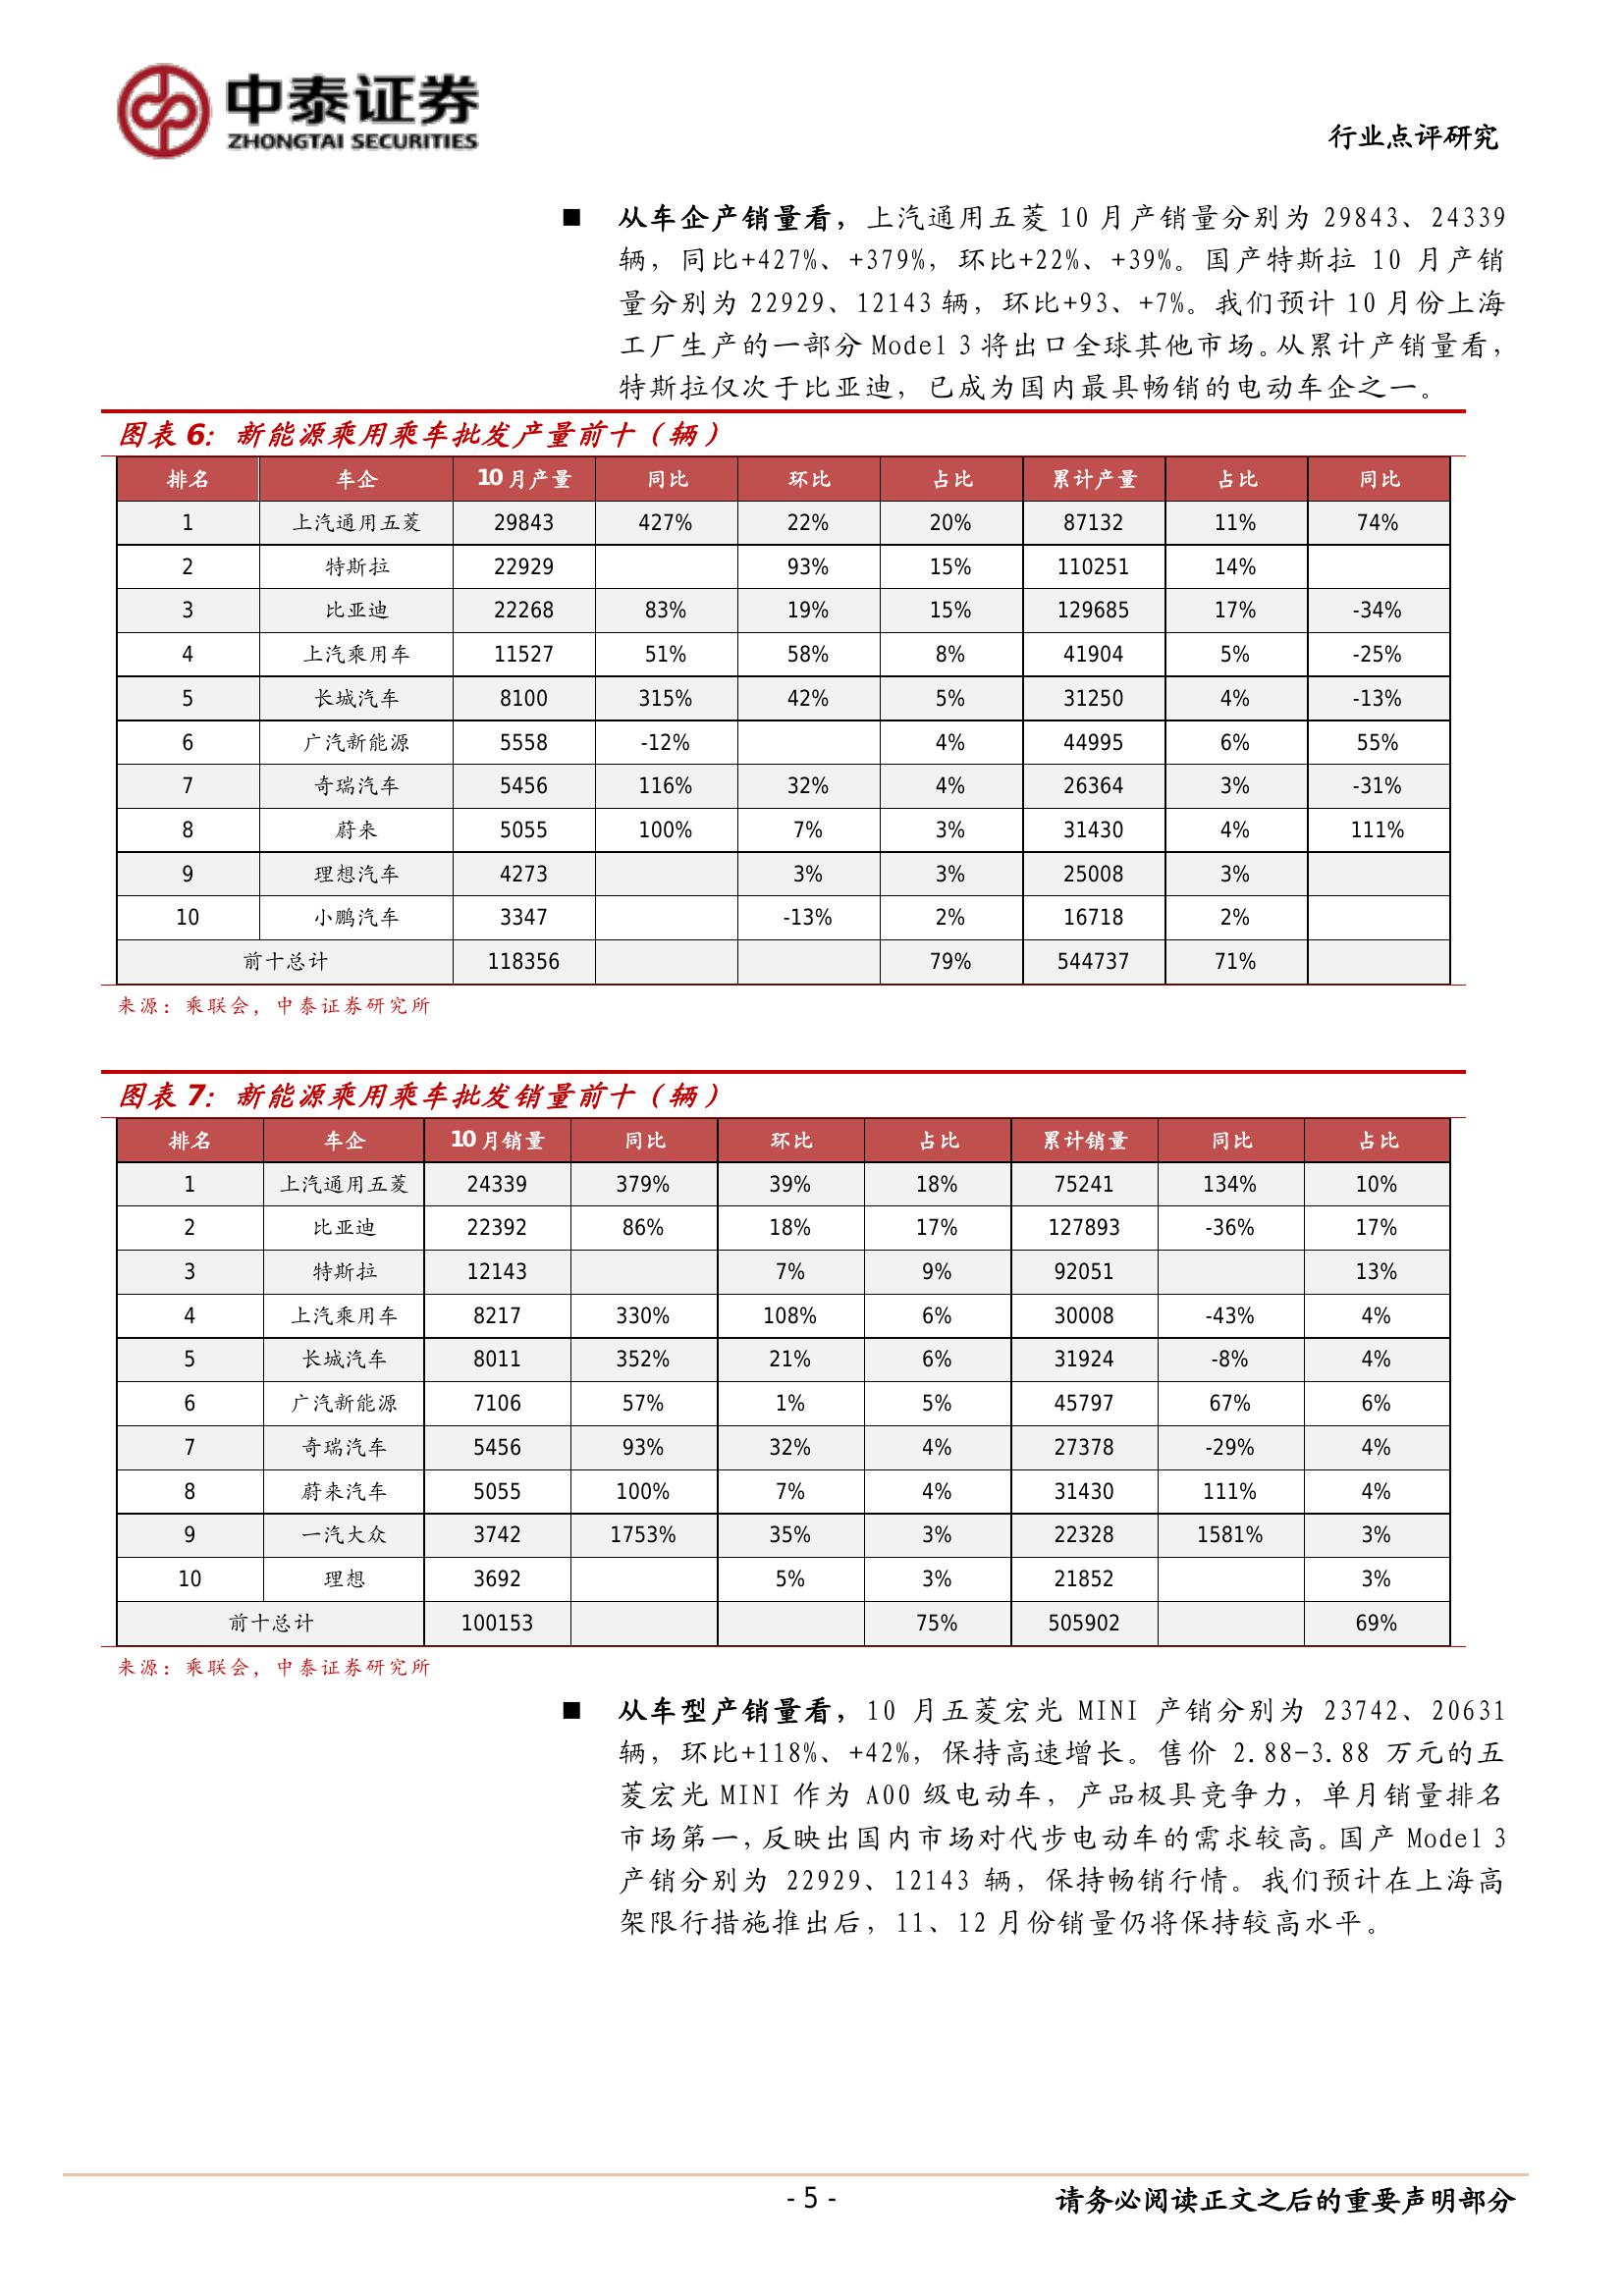 中泰证券
ZHONGTAI SECURITIES
行业点评研究
■ 从车企产销量看，上汽通用五菱 10 月产销量分别为 29843、24339
辆，同比+427%、+379%，环比+22%、+39%。国产特斯拉 10 月产销
量分别为 22929、12143 辆，环比+93、+7%。我们预计 10 月份上海
工厂生产的一部分 Model 3 将出口全球其他市场。从累计产销量看，
特斯拉仅次于比亚迪，已成为国内最具畅销的电动车企之一。
图表 6：新能源乘用乘车批发产量前十（辆）
排名 车企 10 月产量 同比 环比 占比 累计产量 占比 同比
1 上汽通用五菱 29843 427% 22% 20% 87132 11% 74%
2 特斯拉 22929 93% 15% 110251 14%
3 比亚迪 22268 83% 19% 15% 129685 17% -34%
4 上汽乘用车 11527 51% 58% 8% 41904 5% -25%
5 长城汽车 8100 315% 42% 5% 31250 4% -13%
6 广汽新能源 5558 -12% 4% 44995 6% 55%
7 奇瑞汽车 5456 116% 32% 4% 26364 3% -31%
8 蔚来 5055 100% 7% 3% 31430 4% 111%
9 理想汽车 4273 3% 3% 25008 3%
10 小鹏汽车 3347 -13% 2% 16718 2%
前十总计 118356 79% 544737 71%
来源：乘联会，中泰证券研究所
图表 7：新能源乘用乘车批发销量前十（辆）
排名 车企 10 月销量 同比 环比 占比 累计销量 同比 占比
1 上汽通用五菱 24339 379% 39% 18% 75241 134% 10%
2 比亚迪 22392 86% 18% 17% 127893 -36% 17%
3 特斯拉 12143 7% 9% 92051 13%
4 上汽乘用车 8217 330% 108% 6% 30008 -43% 4%
5 长城汽车 8011 352% 21% 6% 31924 -8% 4%
6 广汽新能源 7106 57% 1% 5% 45797 67% 6%
7 奇瑞汽车 5456 93% 32% 4% 27378 -29% 4%
8 蔚来汽车 5055 100% 7% 4% 31430 111% 4%
9 一汽大众 3742 1753% 35% 3% 22328 1581% 3%
10 理想 3692 5% 3% 21852 3%
前十总计 100153 75% 505902 69%
来源：乘联会，中泰证券研究所
■ 从车型产销量看，10 月五菱宏光 MINI 产销分别为 23742、20631
辆，环比+118%、+42%，保持高速增长。售价 2.88-3.88 万元的五
菱宏光 MINI 作为 A00 级电动车，产品极具竞争力，单月销量排名
市场第一，反映出国内市场对代步电动车的需求较高。国产 Model 3
产销分别为 22929、12143 辆，保持畅销行情。我们预计在上海高
架限行措施推出后，11、12 月份销量仍将保持较高水平。
- 5 -
请务必阅读正文之后的重要声明部分